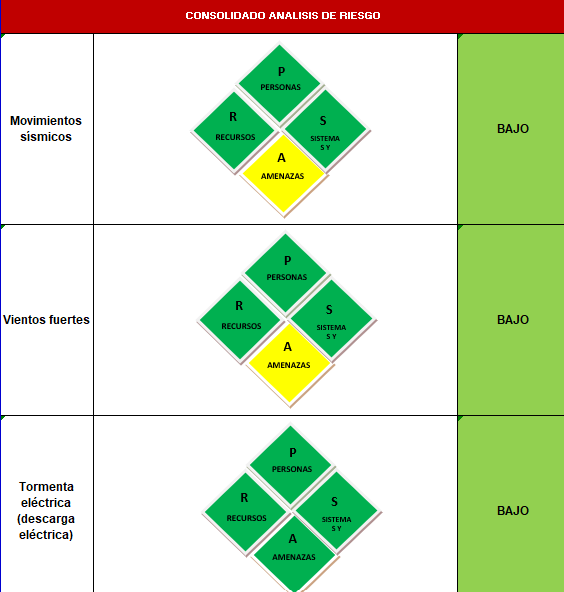 CONSOLIDADO ANALISIS DE RIESGO
Movimientos
sísmicos
P
PERSONAS
R
RECURSOS
S
SISTEMA
S Y
A
AMENAZAS
BAJO
Vientos fuertes
P
PERSONAS
R
RECURSOS
S
SISTEMA
S Y
A
AMENAZAS
BAJO
Tormenta
eléctrica
(descarga
eléctrica)
P
PERSONAS
R
RECURSOS
S
SISTEMA
S Y
A
AMENAZAS
BAJO